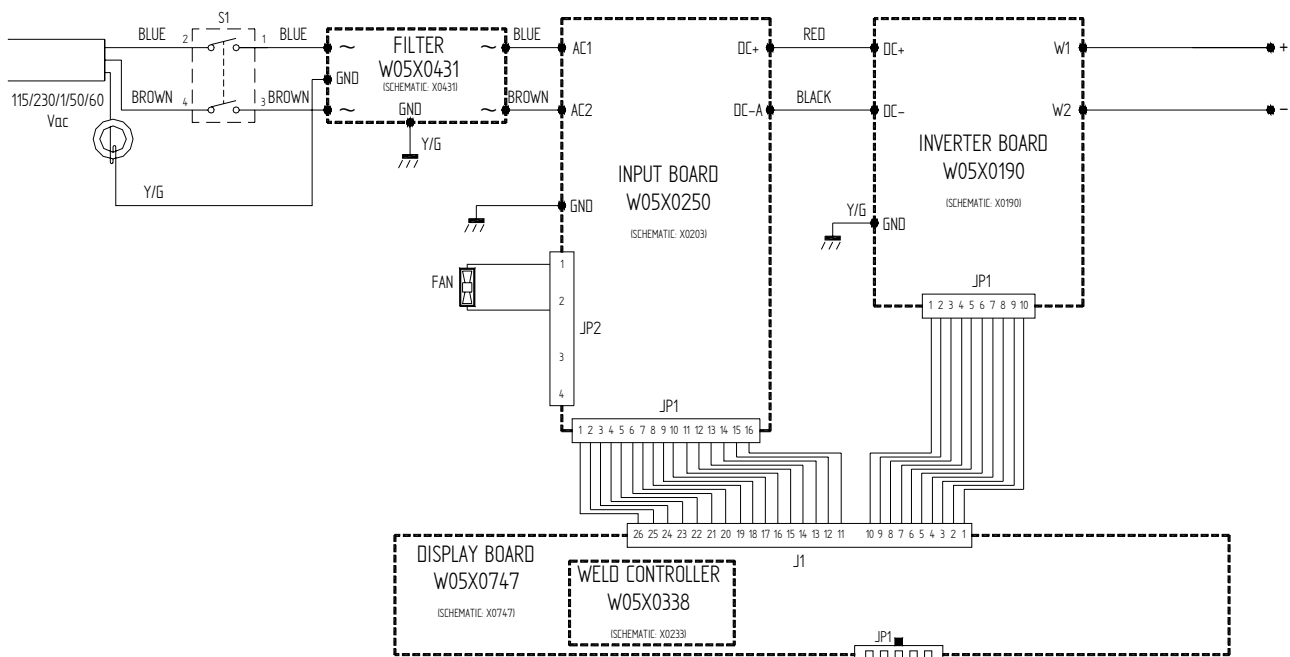 S1
BLUE 2 1 BLUE
BROWN 4 3 BROWN
115/230/1/50/60
Vac
Y/G
~ FILTER ~
W05X0431
(SCHEMATIC: X0431)
GND
~ GND ~
Y/G
BLUE
BROWN
AC1 DC+
AC2 DC-A
INPUT BOARD
W05X0250
(SCHEMATIC: X0203)
GND
FAN
1
2
3
4
JP2
JP1
1 2 3 4 5 6 7 8 9 10 11 12 13 14 15 16
RED
BLACK
DC+ W1 +
DC- W2 -
INVERTER BOARD
W05X0190
(SCHEMATIC: X0190)
Y/G
GND
JP1
1 2 3 4 5 6 7 8 9 10
26 25 24 23 22 21 20 19 18 17 16 15 14 13 12 11 10 9 8 7 6 5 4 3 2 1
J1
DISPLAY BOARD
W05X0747
(SCHEMATIC: X0747)
WELD CONTROLLER
W05X0338
(SCHEMATIC: X0233)
JP1